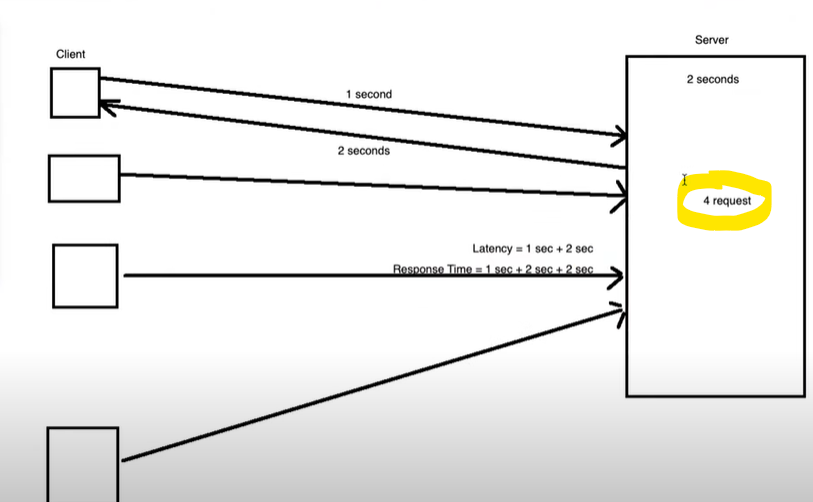 Client
Server
2 seconds
1 second
2 seconds
4 request
Latency = 1 sec + 2 sec
Response Time = 1 sec + 2 sec + 2 sec